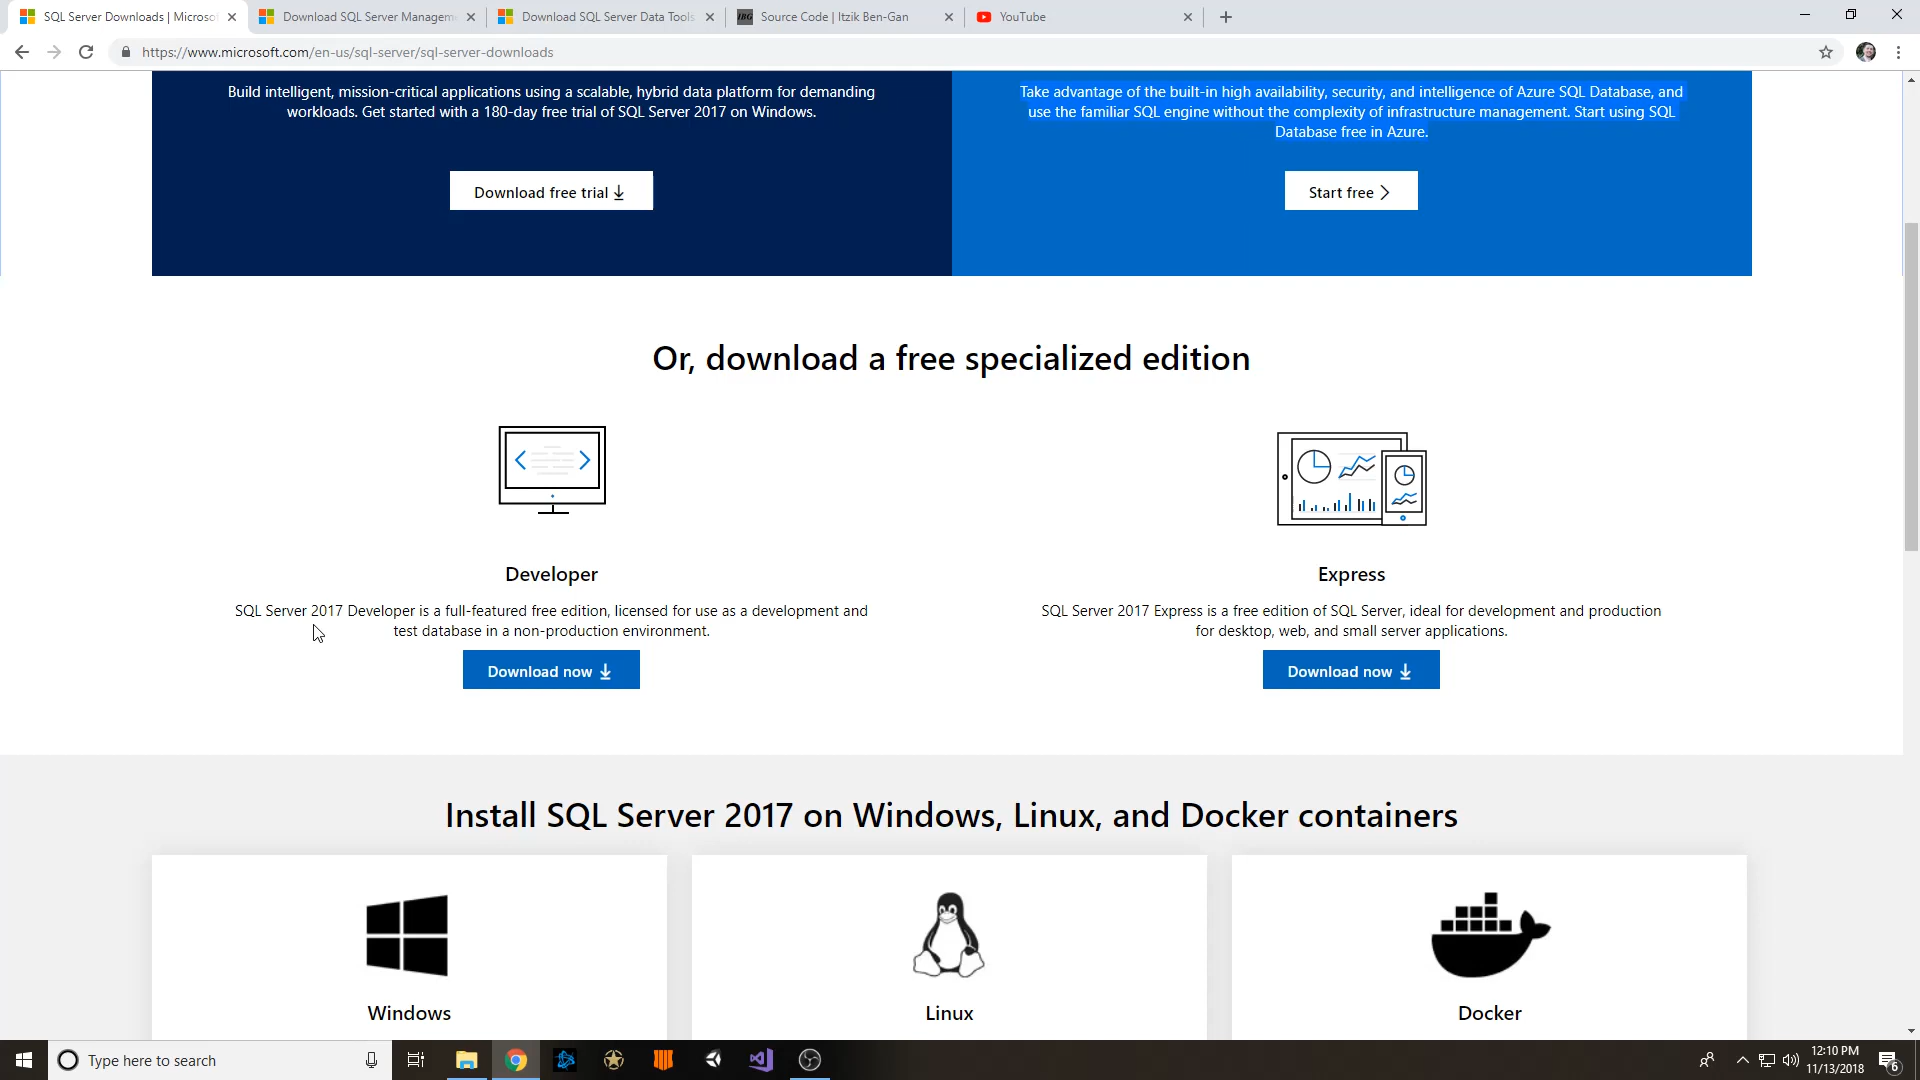 SQL Server Downloads | Microso
Download SQL Server Managem
Download SQL Server Data Tools
IBG
Source Code | Itzik Ben-Gan
YouTube
https://www.microsoft.com/en-us/sql-server/sql-server-downloads
Build intelligent, mission-critical applications using a scalable, hybrid data platform for demanding
workloads. Get started with a 180-day free trial of SQL Server 2017 on Windows.
Download free trial
Take advantage of the built-in high availability, security, and intelligence of Azure SQL Database, and
use the familiar SQL engine without the complexity of infrastructure management. Start using SQL
Database free in Azure.
Start free
Or, download a free specialized edition
Developer
SQL Server 2017 Developer is a full-featured free edition, licensed for use as a development and
test database in a non-production environment.
Download now
Express
SQL Server 2017 Express is a free edition of SQL Server, ideal for development and production
for desktop, web, and small server applications.
Download now
Install SQL Server 2017 on Windows, Linux, and Docker containers
Windows
Linux
Docker
Type here to search
12:10 PM
11/13/2018
6